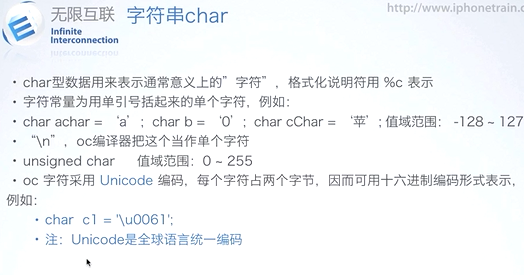 http://www.iphonetrain.cn
无限互联 字符串char
Infinite
Interconnection
• char型数据用来表示通常意义上的”字符”，格式化说明符用 %c 表示
• 字符常量为用单引号括起来的单个字符，例如：
• char achar = ‘a’； char b = ‘0’；char cChar = ‘苹’; 值域范围： -128 ~ 127
• “\n”，oc编译器把这个当作单个字符
• unsigned char 值域范围：0 ~ 255
• oc 字符采用 Unicode 编码，每个字符占两个字节，因而可用十六进制编码形式表示，
例如：
• char c1 = '\u0061';
• 注：Unicode是全球语言统一编码